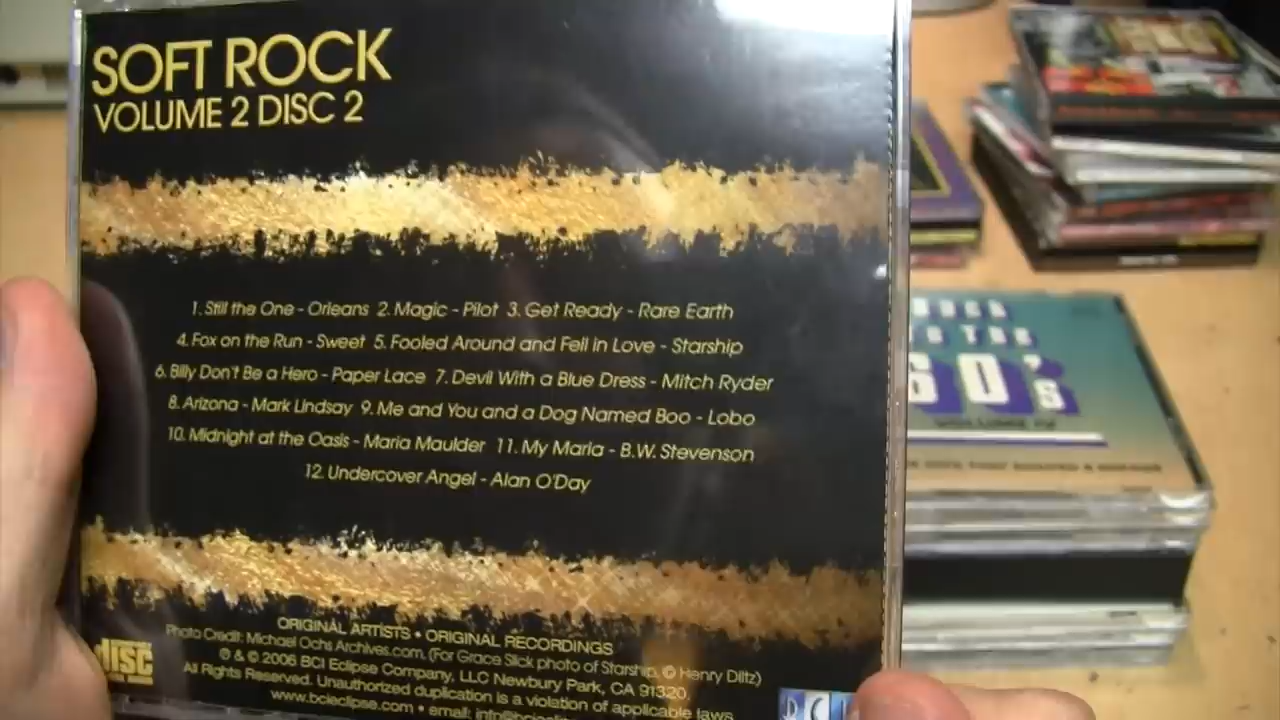 SOFT ROCK
VOLUME 2 DISC 2
1. Still the One - Orleans 2. Magic - Pilot 3. Get Ready - Rare Earth
4. Fox on the Run - Sweet 5. Fooled Around and Fell in Love - Starship
6. Billy Don't Be a Hero - Paper Lace 7. Devil With a Blue Dress - Mitch Ryder
8. Arizona - Mark Lindsay 9. Me and You and a Dog Named Boo - Lobo
10. Midnight at the Oasis - Maria Maulder 11. My Maria - B.W. Stevenson
12. Undercover Angel - Alan O'Day
ORIGINAL ARTISTS • ORIGINAL RECORDINGS
Photo Credit: Michael Ochs Archives.com, (For Grace Slick photo of Starship, © Henry Diltz)
℗ & © 2006 BCI Eclipse Company, LLC Newbury Park, CA 91320,
All Rights Reserved. Unauthorized duplication is a violation of applicable laws
www.bcieclipse.com • email:
disc
60's